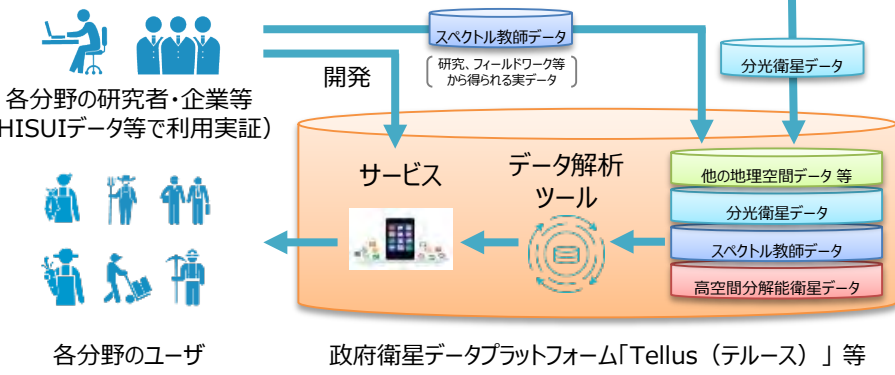 スペクトル教師データ
研究、フィールドワーク等
から得られる実データ
開発
分光衛星データ
各分野の研究者・企業等
HISUIデータ等で利用実証）
サービス
データ解析
ツール
他の地理空間データ 等
分光衛星データ
スペクトル教師データ
高空間分解能衛星データ
各分野のユーザ
政府衛星データプラットフォーム「Tellus（テルース）」等